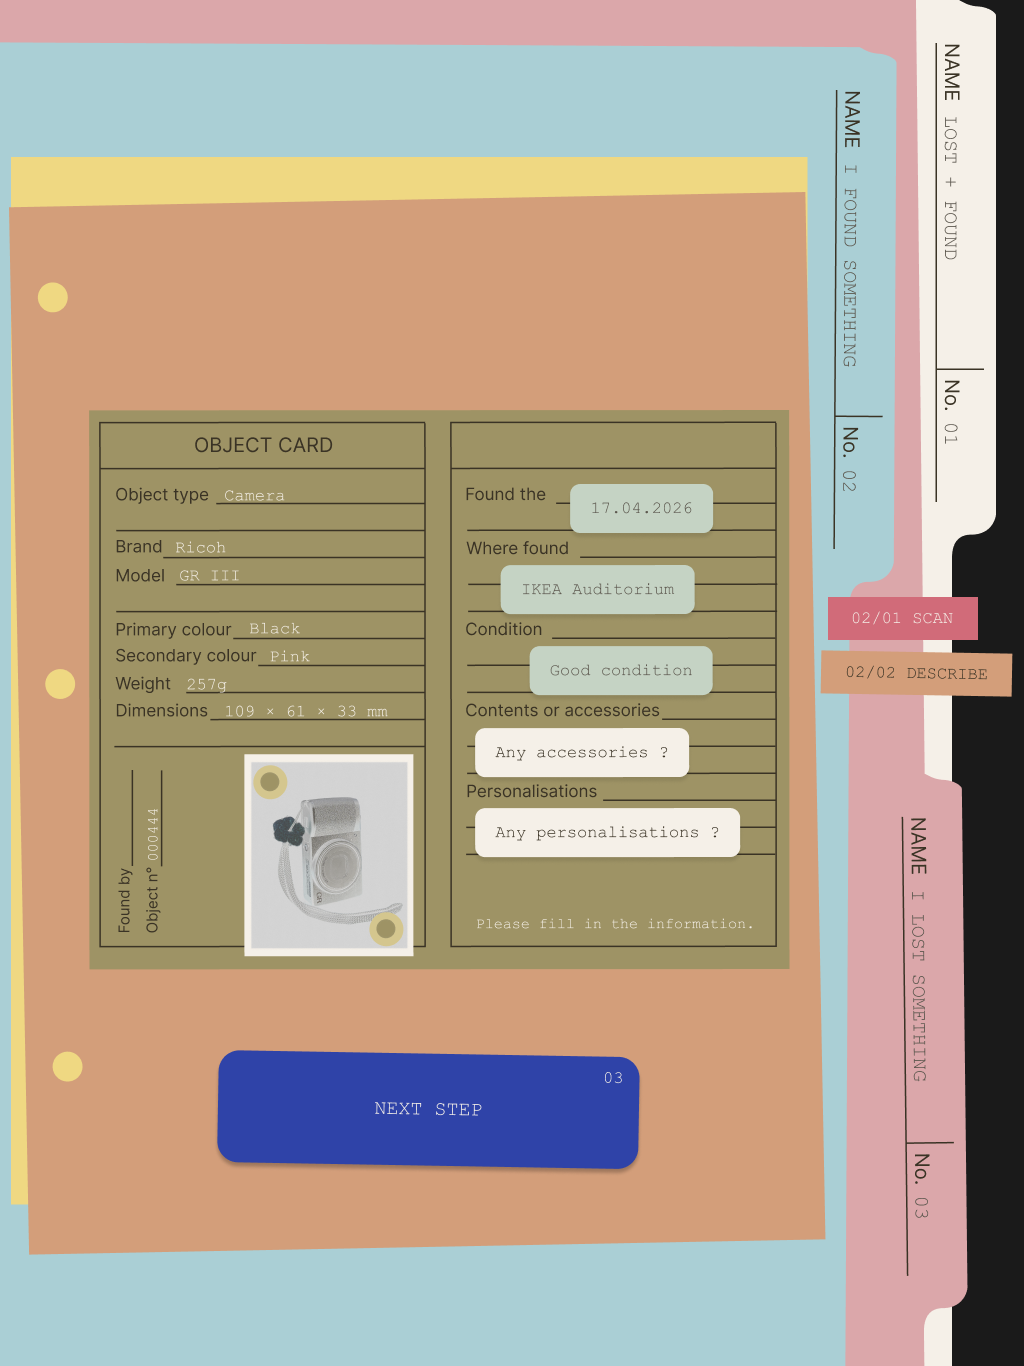 NAME LOST + FOUND
No. 01
NAME I FOUND SOMETHING
No. 02
OBJECT CARD
Object type Camera
Brand Ricoh
Model GR III
Primary colour Black
Secondary colour Pink
Weight 257g
Dimensions 109 × 61 × 33 mm
Found by
Object n° 000444
Found the 17.04.2026
Where found
IKEA Auditorium
Condition
Good condition
Contents or accessories
Any accessories ?
Personalisations
Any personalisations ?
Please fill in the information.
02/01 SCAN
02/02 DESCRIBE
NAME I LOST SOMETHING
No. 03
03
NEXT STEP